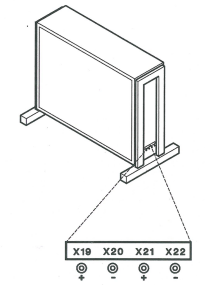 X19 X20 X21 X22
+ - + -